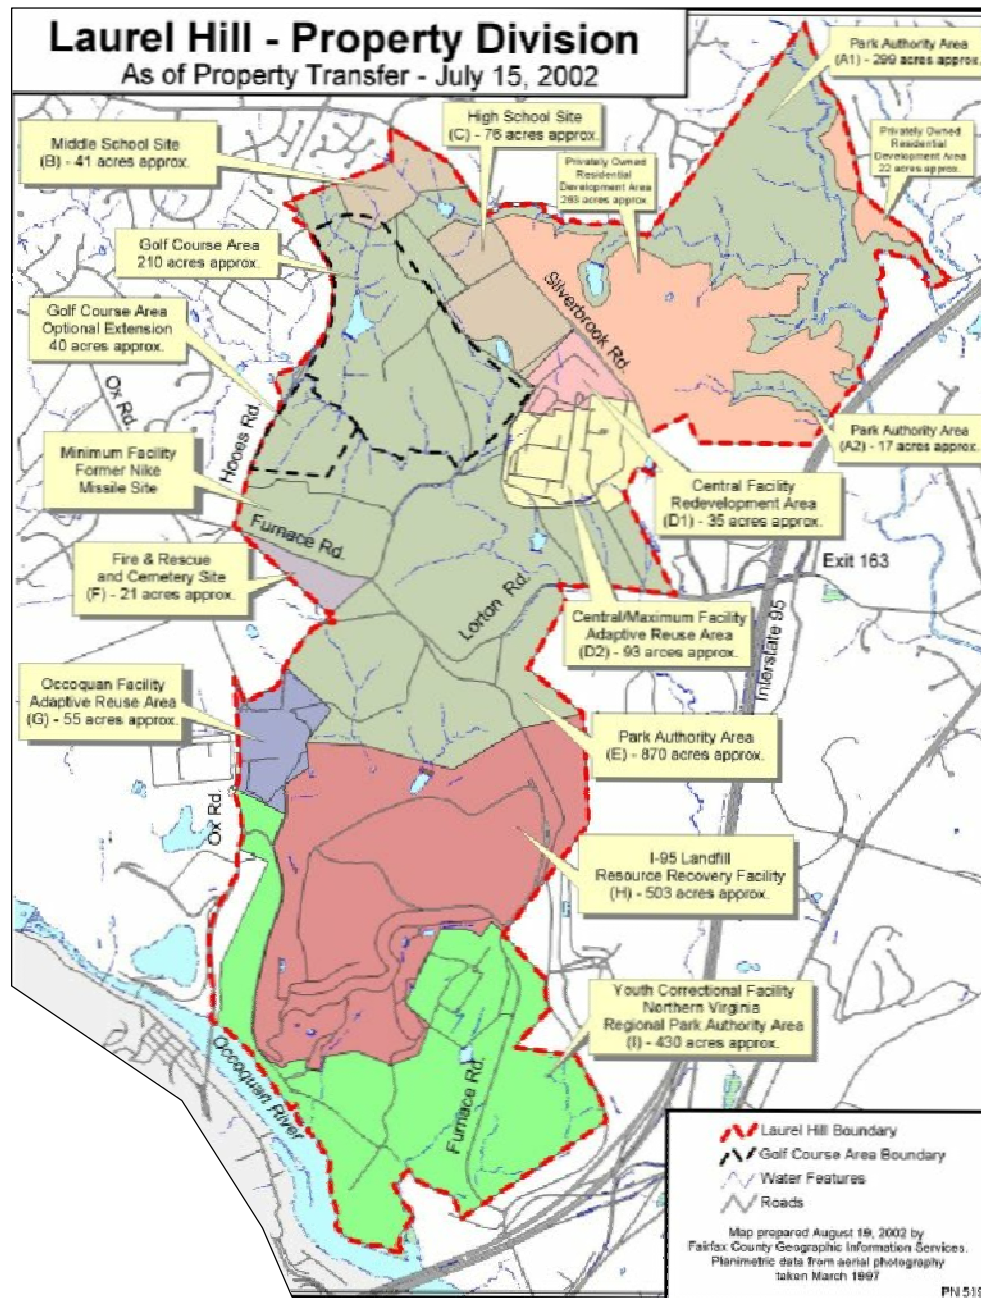 Laurel Hill - Property Division
As of Property Transfer - July 15, 2002
Park Authority Area
(A1) - 299 acres approx.
High School Site
(C) - 76 acres approx.
Middle School Site
(B) - 41 acres approx.
Privately Owned
Residential
Development Area
22 acres approx.
Privately Owned
Residential
Development Area
263 acres approx
Golf Course Area
210 acres approx.
Silverbrook Rd.
Golf Course Area
Optional Extension
40 acres approx.
Ox Rd.
Hooes Rd.
Park Authority Area
(A2) - 17 acres approx.
Minimum Facility
Former Nike
Missile Site
Central Facility
Redevelopment Area
(D1) - 35 acres approx.
Furnace Rd.
Exit 163
Fire & Rescue
and Cemetery Site
(F) - 21 acres approx.
Lorton Rd.
Central/Maximum Facility
Adaptive Reuse Area
(D2) - 93 acres approx.
Interstate 95
Occoquan Facility
Adaptive Reuse Area
(G) - 55 acres approx.
Park Authority Area
(E) - 870 acres approx.
Ox Rd.
I-95 Landfill
Resource Recovery Facility
(H) - 503 acres approx.
Youth Correctional Facility
Northern Virginia
Regional Park Authority Area
(I) - 430 acres approx.
Occoquan River
Furnace Rd.
Laurel Hill Boundary
Golf Course Area Boundary
Water Features
Roads
Map prepared August 19, 2002 by
Fairfax County Geographic Information Services.
Planimetric data from aerial photography
taken March 1997